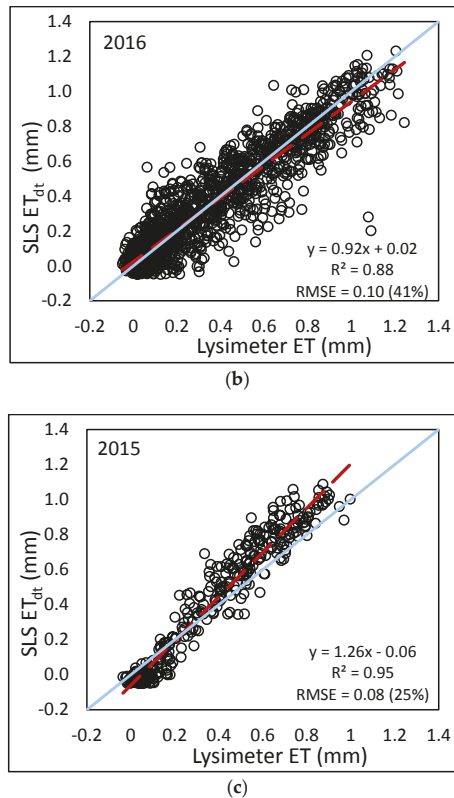 2016
1.4
1.2
1.0
0.8
0.6
0.4
0.2
0.0
-0.2
SLS ETdt (mm)
y = 0.92x + 0.02
R² = 0.88
RMSE = 0.10 (41%)
-0.2 0 0.2 0.4 0.6 0.8 1 1.2 1.4
Lysimeter ET (mm)
(b)
2015
1.4
1.2
1.0
0.8
0.6
0.4
0.2
0.0
-0.2
SLS ETdt (mm)
y = 1.26x - 0.06
R² = 0.95
RMSE = 0.08 (25%)
-0.2 0 0.2 0.4 0.6 0.8 1 1.2 1.4
Lysimeter ET (mm)
(c)